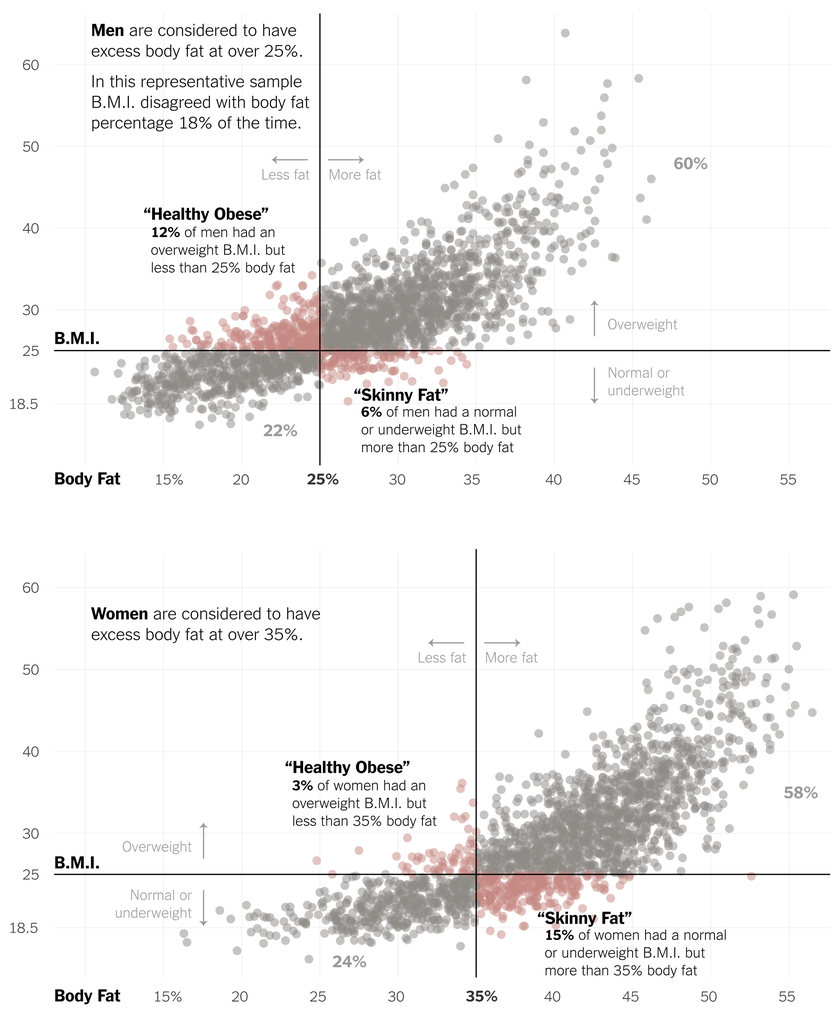 Men are considered to have
excess body fat at over 25%.
60
In this representative sample
B.M.I. disagreed with body fat
percentage 18% of the time.
50
60%
Less fat
More fat
“Healthy Obese”
12% of men had an
overweight B.M.I. but
less than 25% body fat
40
30
Overweight
B.M.I.
25
Normal or
underweight
“Skinny Fat”
6% of men had a normal
or underweight B.M.I. but
more than 25% body fat
18.5
22%
Body Fat 15% 20 25% 30 35 40 45 50 55
60
Women are considered to have
excess body fat at over 35%.
Less fat
More fat
50
40
“Healthy Obese”
3% of women had an
overweight B.M.I. but
less than 35% body fat
58%
30
Overweight
B.M.I.
25
Normal or
underweight
“Skinny Fat”
15% of women had a normal
or underweight B.M.I. but
more than 35% body fat
18.5
24%
Body Fat 15% 20 25 30 35% 40 45 50 55